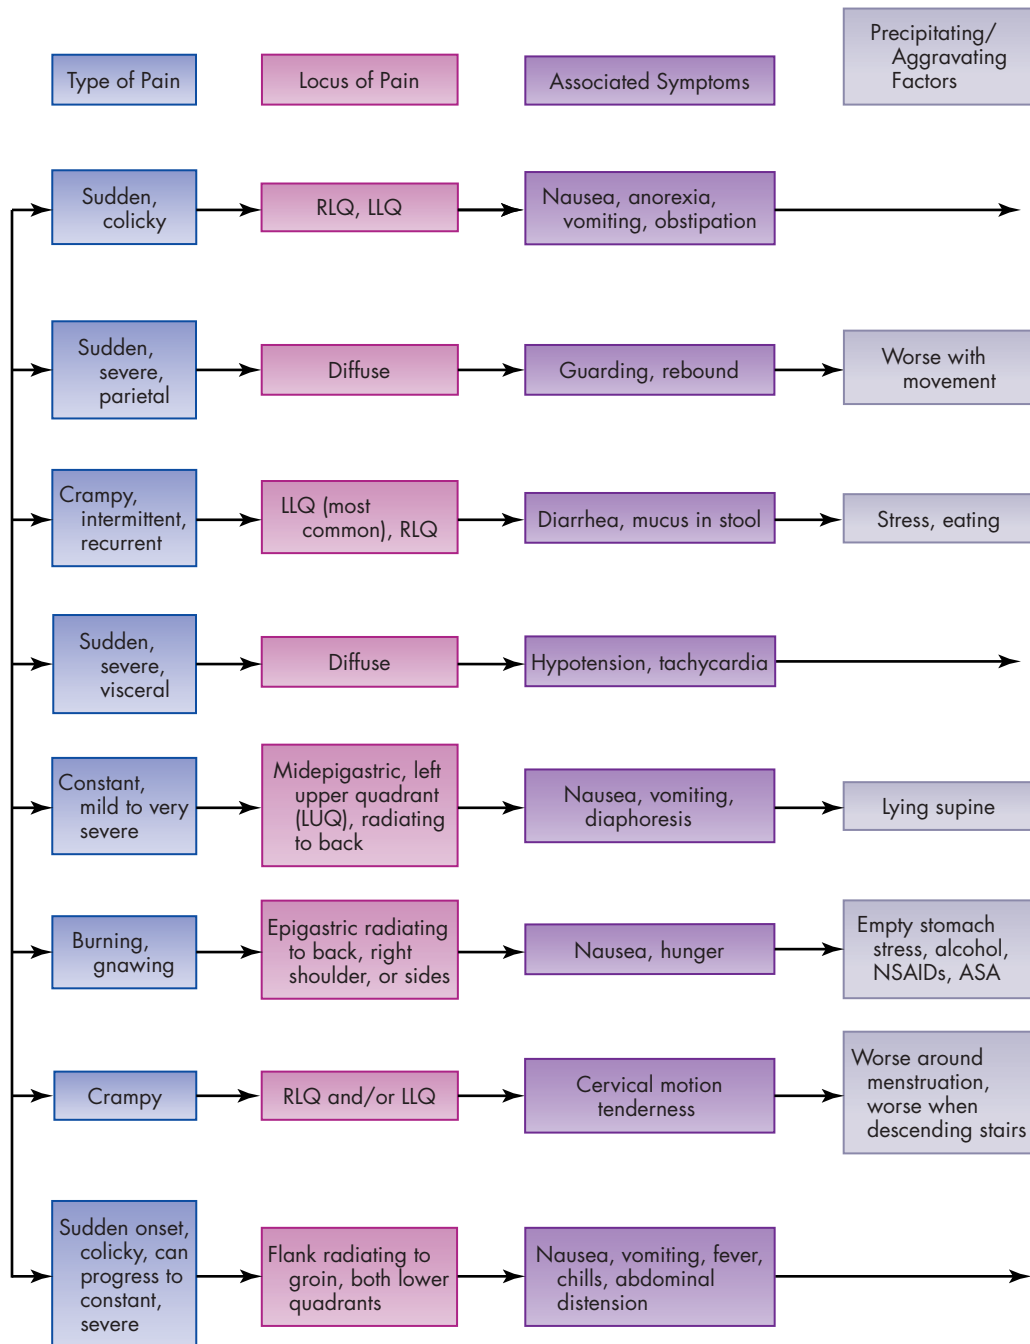 Type of Pain
Locus of Pain
Associated Symptoms
Precipitating/
Aggravating
Factors
Sudden,
colicky
RLQ, LLQ
Nausea, anorexia,
vomiting, obstipation
Sudden,
severe,
parietal
Diffuse
Guarding, rebound
Worse with
movement
Crampy,
intermittent,
recurrent
LLQ (most
common), RLQ
Diarrhea, mucus in stool
Stress, eating
Sudden,
severe,
visceral
Diffuse
Hypotension, tachycardia
Constant,
mild to very
severe
Midepigastric, left
upper quadrant
(LUQ), radiating
to back
Nausea, vomiting,
diaphoresis
Lying supine
Burning,
gnawing
Epigastric radiating
to back, right
shoulder, or sides
Nausea, hunger
Empty stomach
stress, alcohol,
NSAIDs, ASA
Crampy
RLQ and/or LLQ
Cervical motion
tenderness
Worse around
menstruation,
worse when
descending stairs
Sudden onset,
colicky, can
progress to
constant,
severe
Flank radiating to
groin, both lower
quadrants
Nausea, vomiting, fever,
chills, abdominal
distension